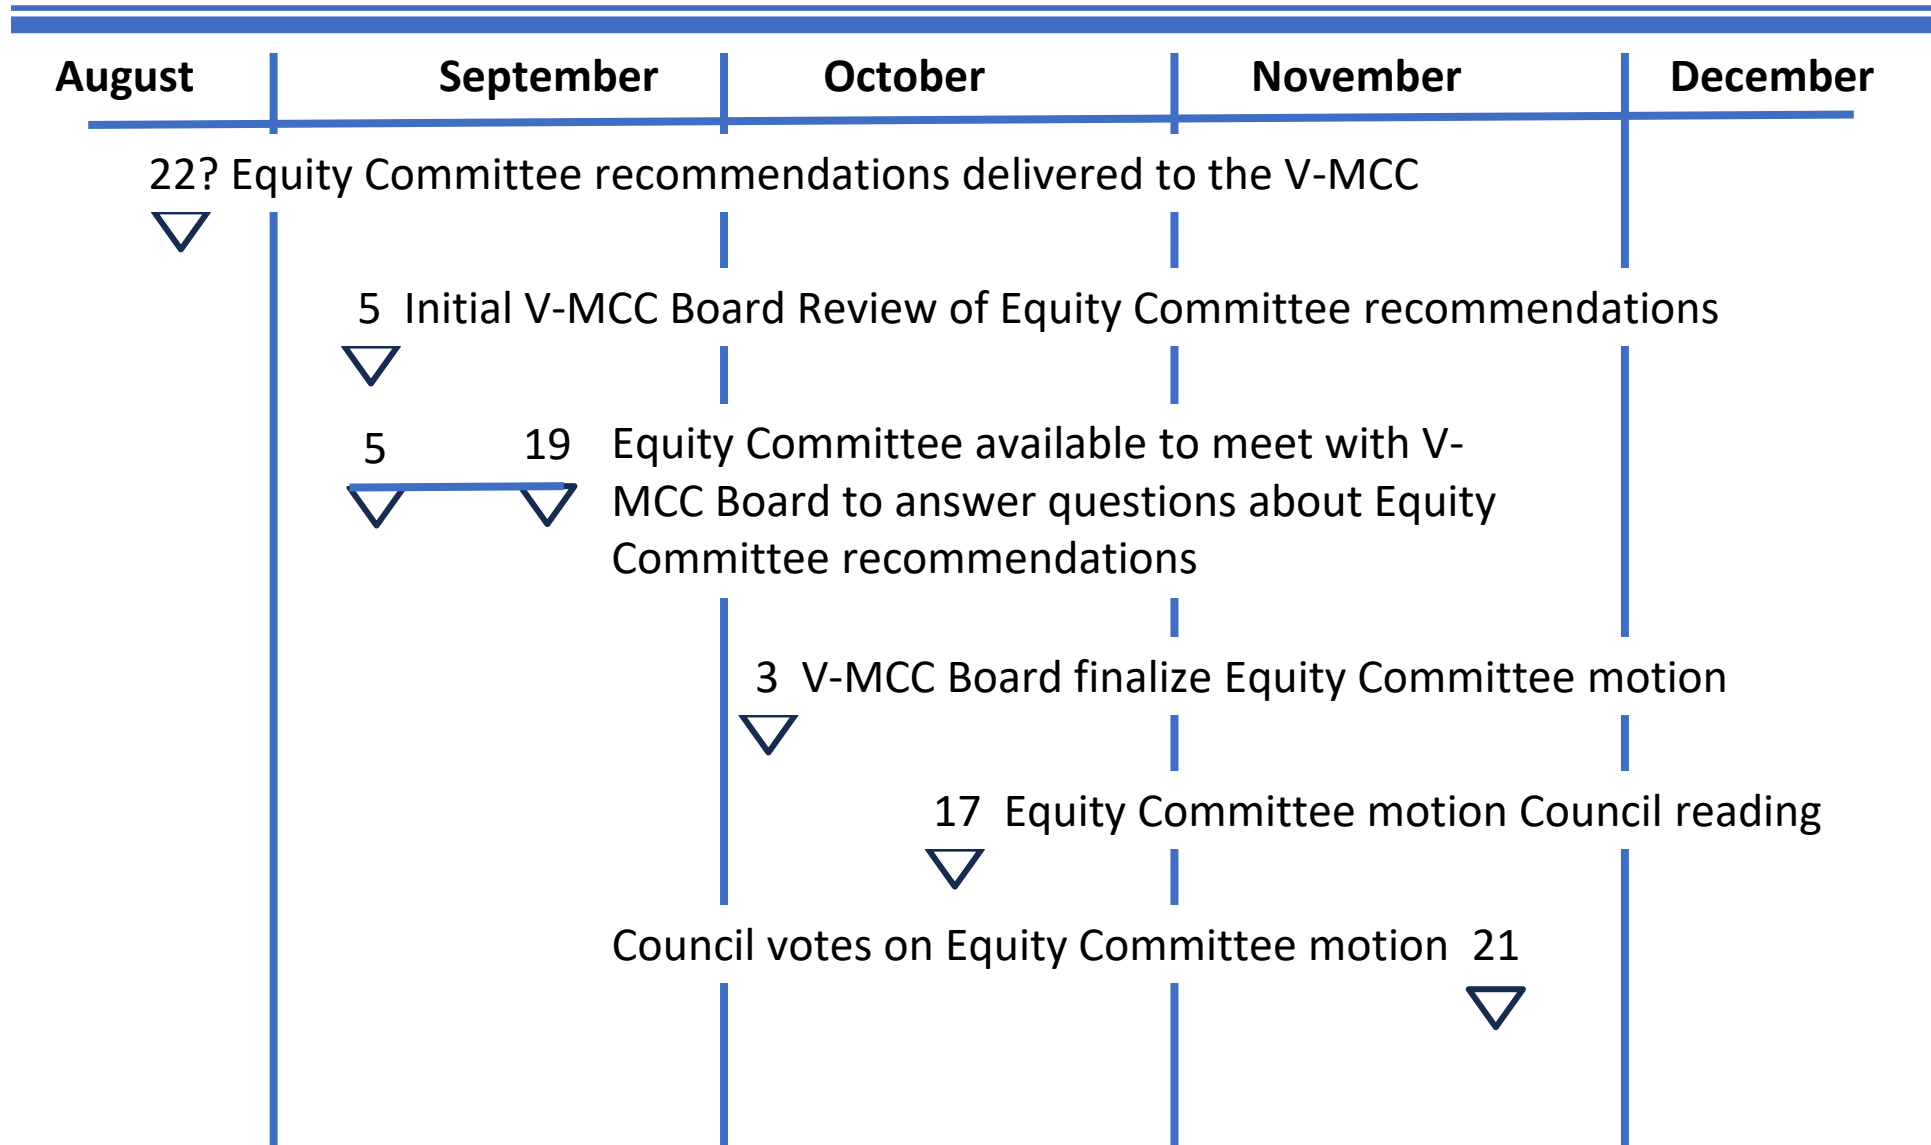 August September October November December
22? Equity Committee recommendations delivered to the V-MCC
5 Initial V-MCC Board Review of Equity Committee recommendations
5 19 Equity Committee available to meet with V-
MCC Board to answer questions about Equity
Committee recommendations
3 V-MCC Board finalize Equity Committee motion
17 Equity Committee motion Council reading
Council votes on Equity Committee motion 21